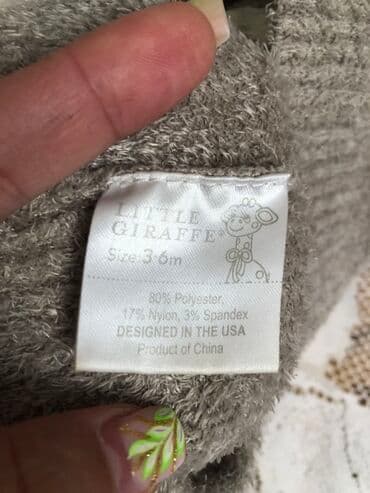 LITTLE
GIRAFFE®
Size: 3 6m
80% Polyester,
17% Nylon, 3% Spandex
DESIGNED IN THE USA
Product of China